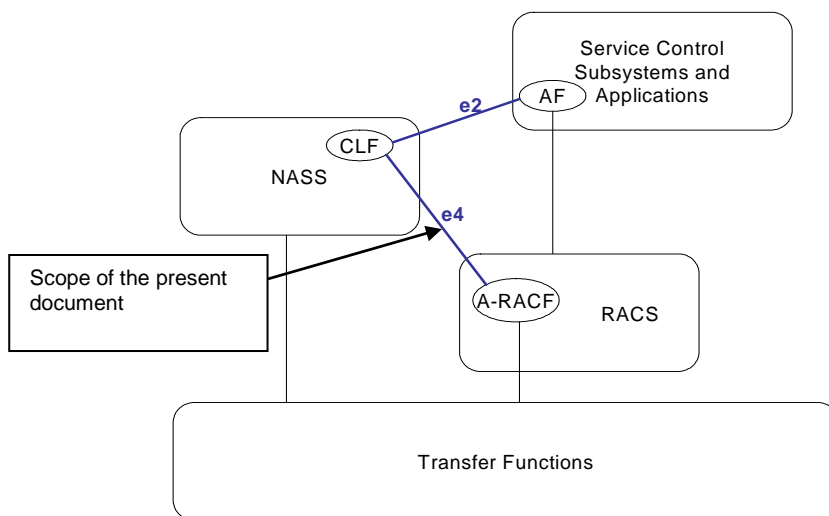 Service Control
Subsystems and
Applications
AF
e2
CLF
NASS
e4
Scope of the present
document
A-RACF
RACS
Transfer Functions